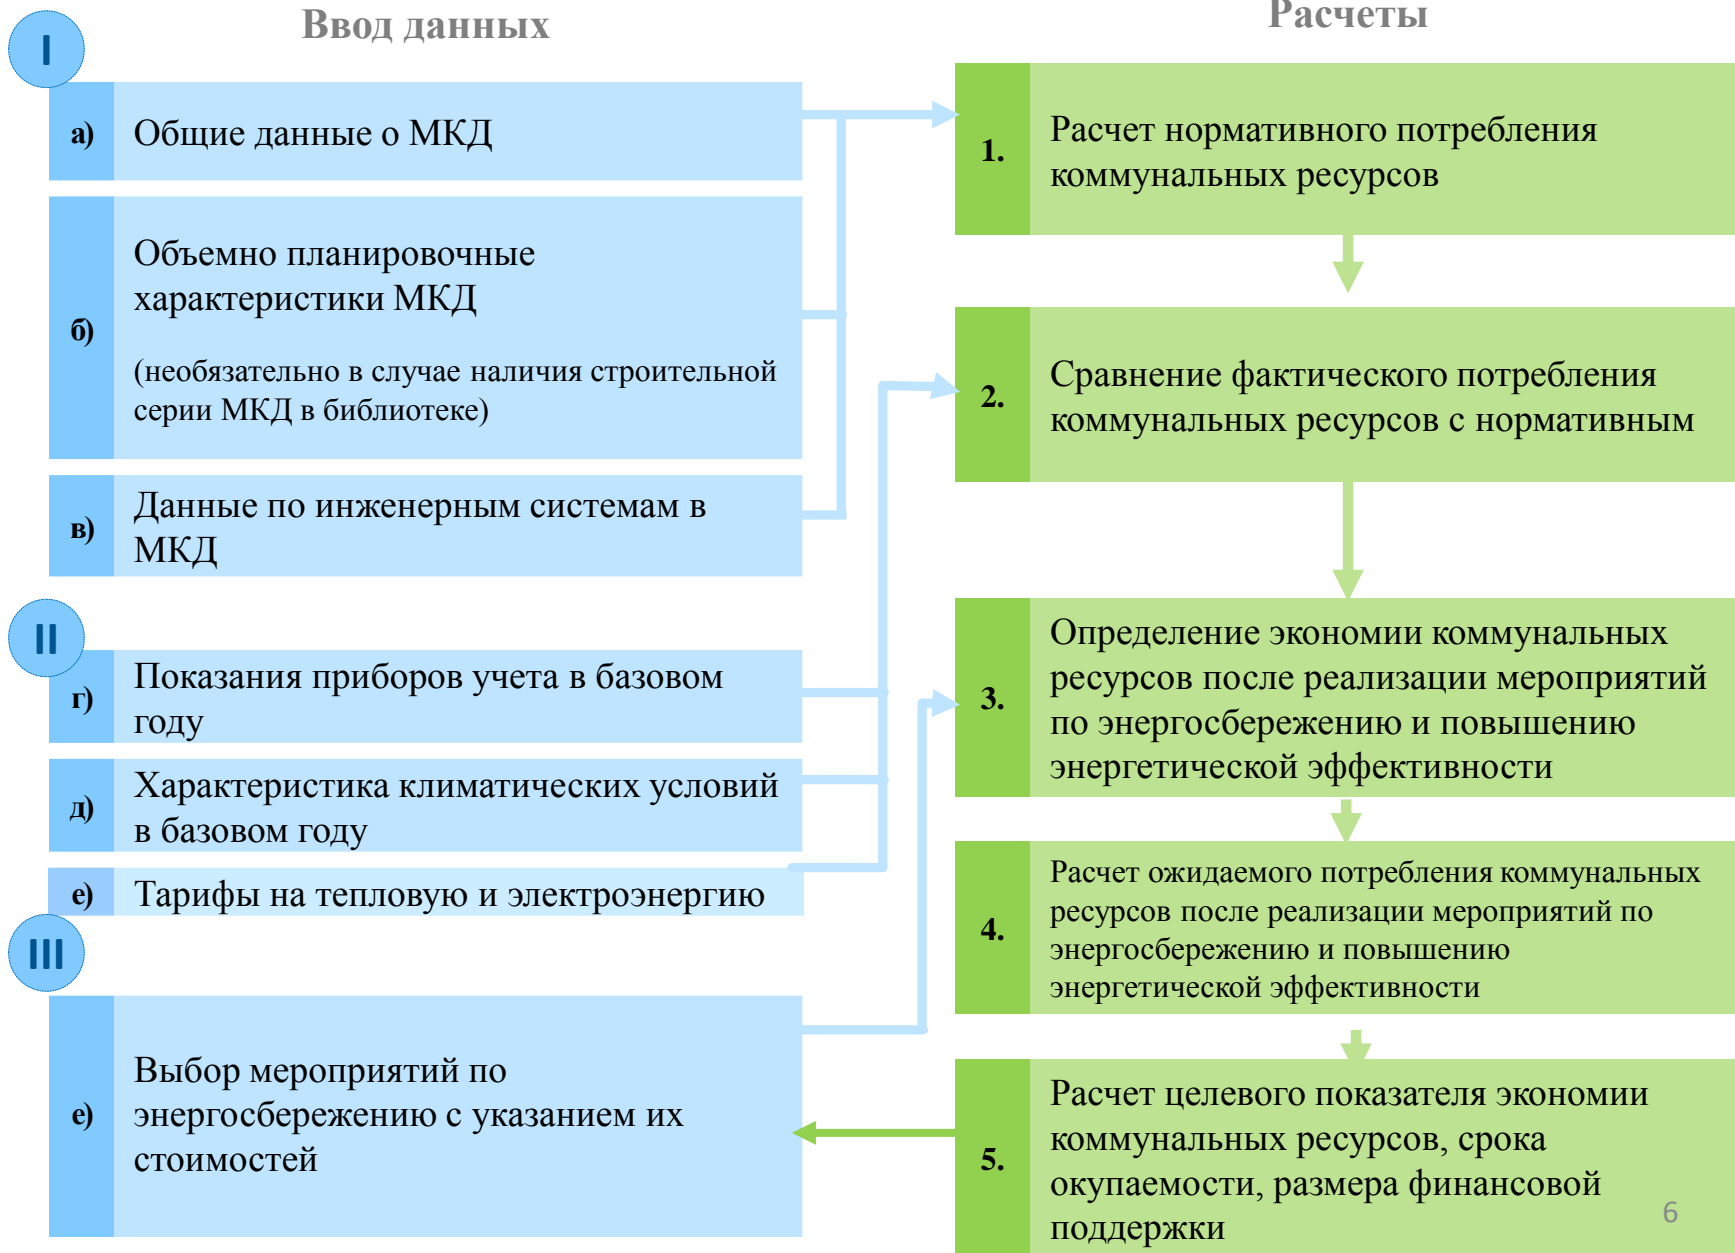 Ввод данных
I
а)
Общие данные о МКД
б)
Объемно планировочные
характеристики МКД
(необязательно в случае наличия строительной
серии МКД в библиотеке)
в)
Данные по инженерным системам в
МКД
II
г)
Показания приборов учета в базовом
году
д)
Характеристика климатических условий
в базовом году
е)
Тарифы на тепловую и электроэнергию
III
е)
Выбор мероприятий по
энергосбережению с указанием их
стоимостей
Расчеты
1.
Расчет нормативного потребления
коммунальных ресурсов
2.
Сравнение фактического потребления
коммунальных ресурсов с нормативным
3.
Определение экономии коммунальных
ресурсов после реализации мероприятий
по энергосбережению и повышению
энергетической эффективности
4.
Расчет ожидаемого потребления коммунальных
ресурсов после реализации мероприятий по
энергосбережению и повышению
энергетической эффективности
5.
Расчет целевого показателя экономии
коммунальных ресурсов, срока
окупаемости, размера финансовой
поддержки
6